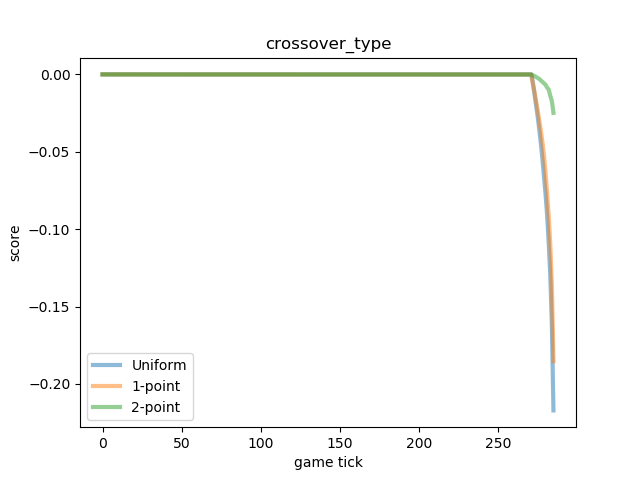 crossover_type
0.00
−0.05
−0.10
−0.15
−0.20
score
Uniform
1-point
2-point
0 50 100 150 200 250
game tick